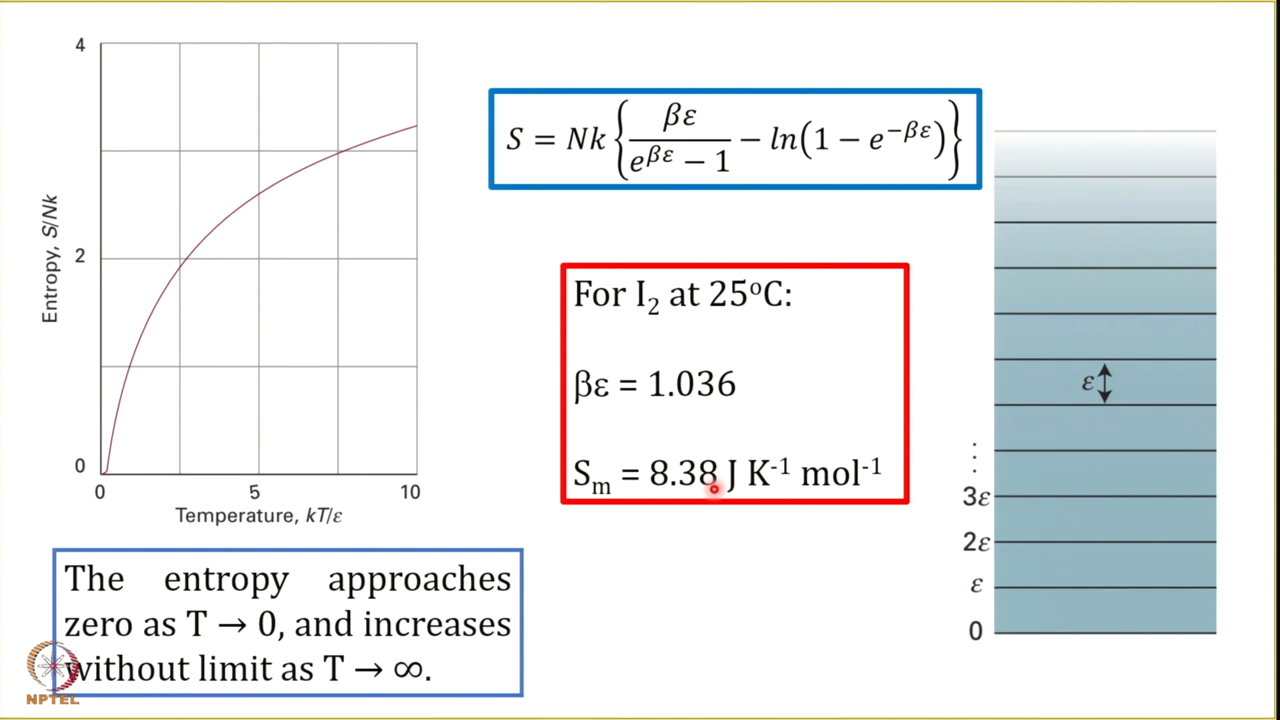 4
2
0
Entropy, S/Nk
0 5 10
Temperature, kT/ε
S = Nk { βε / (e^{βε} − 1) − ln(1 − e^{−βε}) }
For I₂ at 25°C:
βε = 1.036
Sₘ = 8.38 J K⁻¹ mol⁻¹
ε
⋮
3ε
2ε
ε
0
The entropy approaches
zero as T → 0, and increases
without limit as T → ∞.
NPTEL